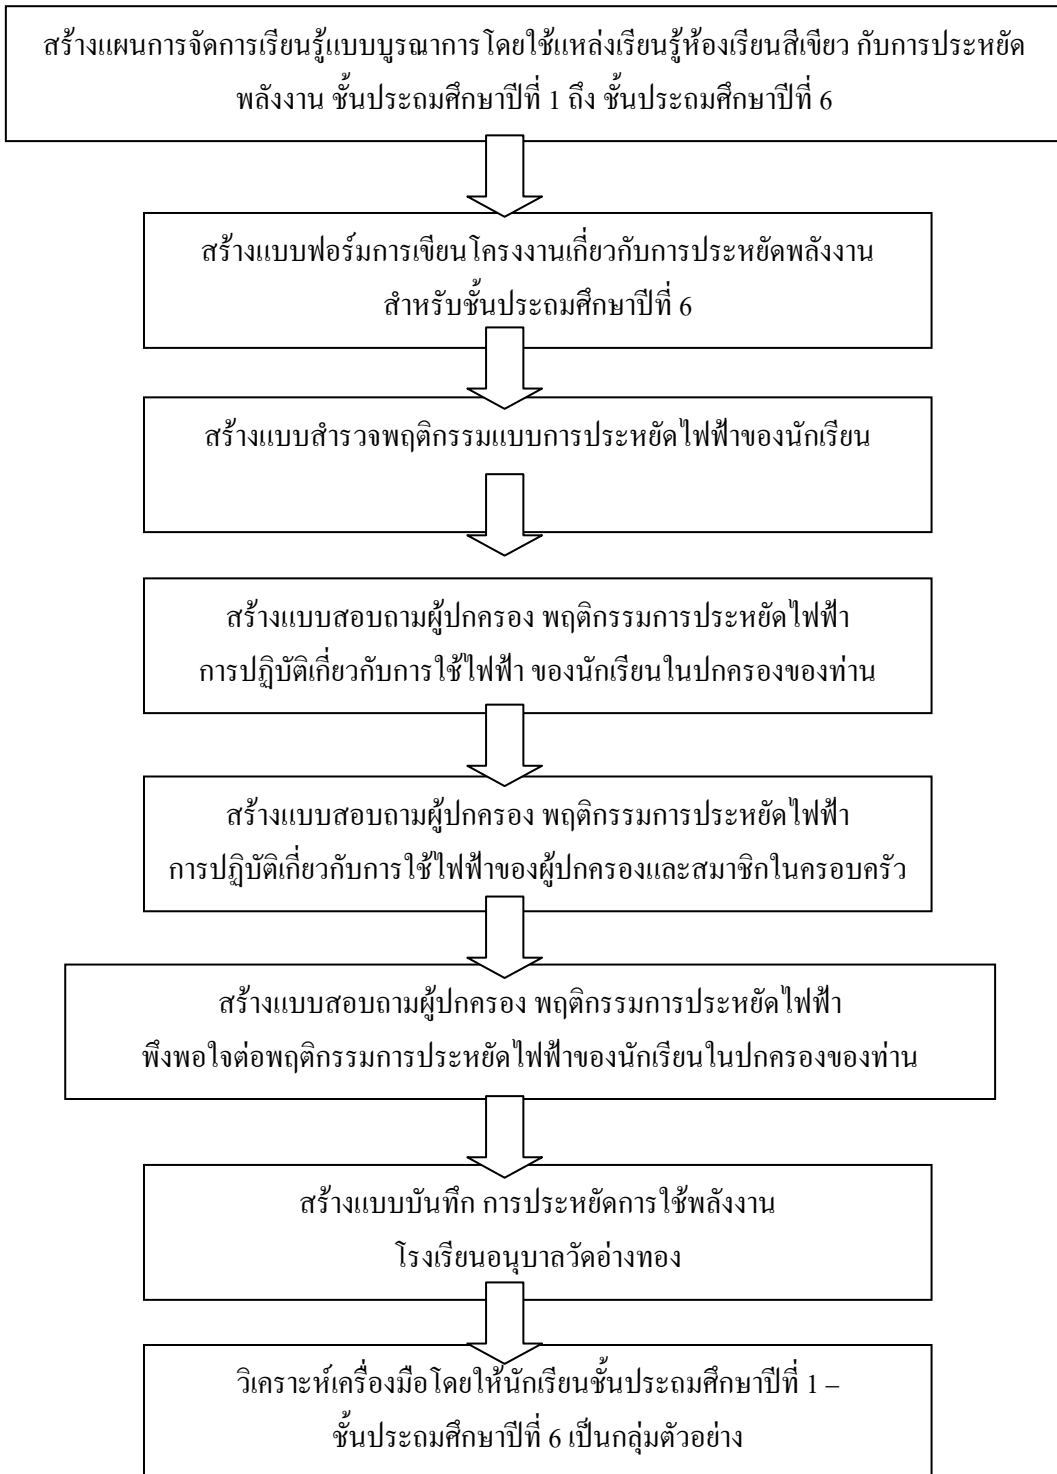 สร้างแผนการจัดการเรียนรู้แบบบูรณาการโดยใช้แหล่งเรียนรู้ห้องเรียนสีเขียว กับการประหยัด
พลังงาน ชั้นประถมศึกษาปีที่ 1 ถึง ชั้นประถมศึกษาปีที่ 6
สร้างแบบฟอร์มการเขียนโครงงานเกี่ยวกับการประหยัดพลังงาน
สำหรับชั้นประถมศึกษาปีที่ 6
สร้างแบบสำรวจพฤติกรรมแบบการประหยัดไฟฟ้าของนักเรียน
สร้างแบบสอบถามผู้ปกครอง พฤติกรรมการประหยัดไฟฟ้า
การปฏิบัติเกี่ยวกับการใช้ไฟฟ้า ของนักเรียนในปกครองของท่าน
สร้างแบบสอบถามผู้ปกครอง พฤติกรรมการประหยัดไฟฟ้า
การปฏิบัติเกี่ยวกับการใช้ไฟฟ้าของผู้ปกครองและสมาชิกในครอบครัว
สร้างแบบสอบถามผู้ปกครอง พฤติกรรมการประหยัดไฟฟ้า
พึงพอใจต่อพฤติกรรมการประหยัดไฟฟ้าของนักเรียนในปกครองของท่าน
สร้างแบบบันทึก การประหยัดการใช้พลังงาน
โรงเรียนอนุบาลวัดอ่างทอง
วิเคราะห์เครื่องมือโดยให้นักเรียนชั้นประถมศึกษาปีที่ 1 –
ชั้นประถมศึกษาปีที่ 6 เป็นกลุ่มตัวอย่าง